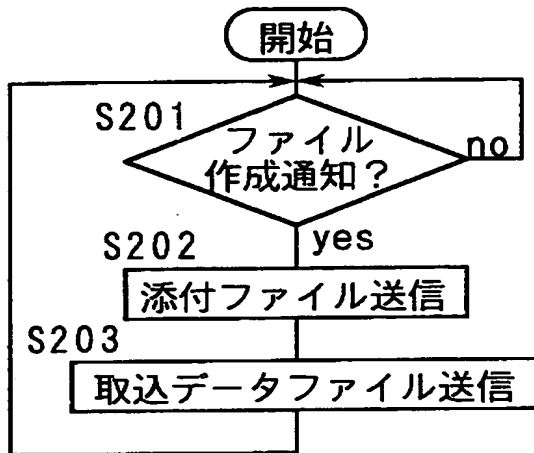 開始
S201
ファイル
作成通知？
no
yes
S202
添付ファイル送信
S203
取込データファイル送信